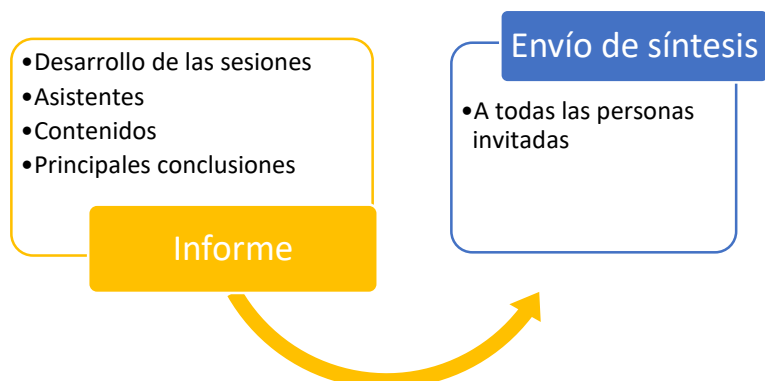 •Desarrollo de las sesiones
•Asistentes
•Contenidos
•Principales conclusiones
Informe
Envío de síntesis
•A todas las personas
invitadas